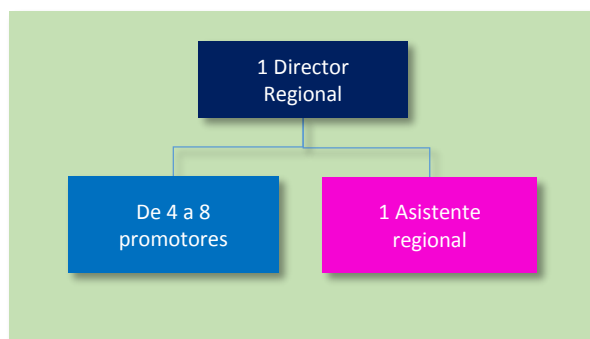 1 Director
Regional
De 4 a 8
promotores
1 Asistente
regional